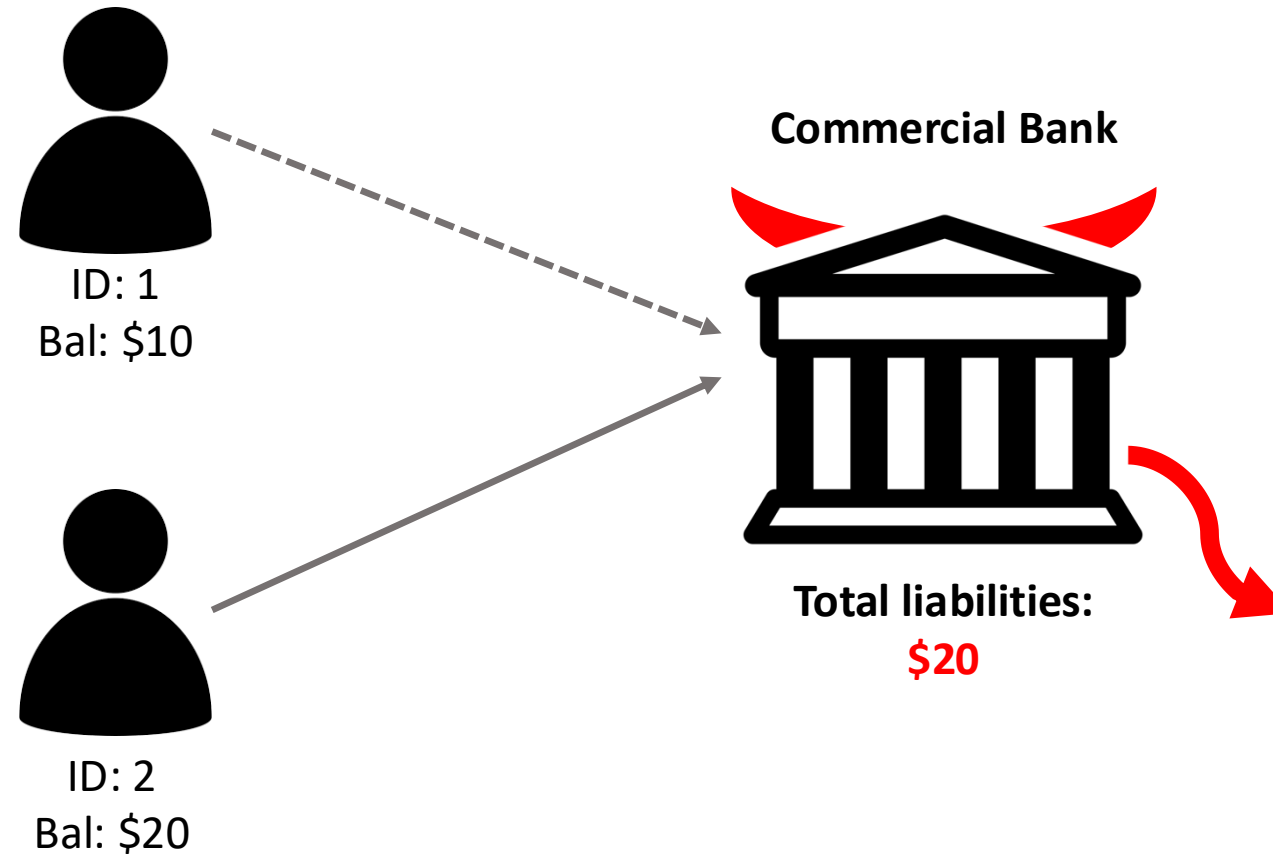 Commercial Bank
ID: 1
Bal: $10
Total liabilities:
$20
ID: 2
Bal: $20